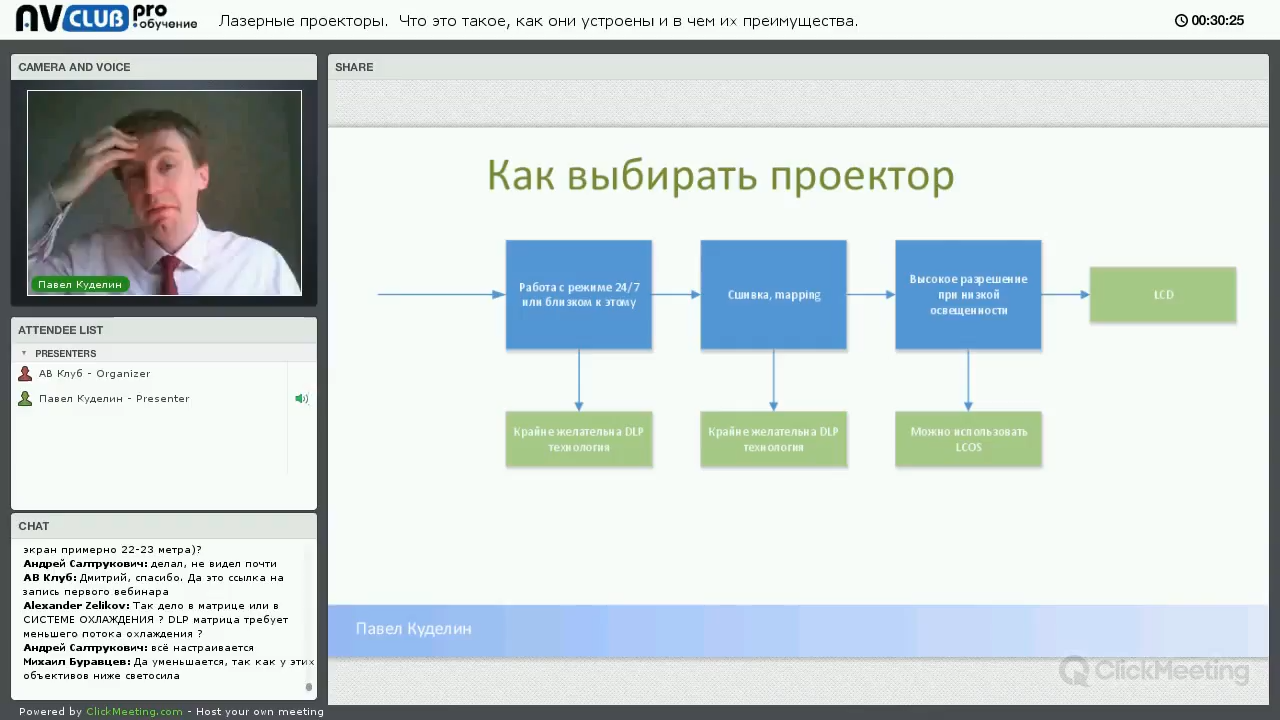 AV CLUB pro обучение
Лазерные проекторы. Что это такое, как они устроены и в чем их преимущества.
00:30:25
CAMERA AND VOICE
Павел Куделин
ATTENDEE LIST
PRESENTERS
АВ Клуб - Organizer
Павел Куделин - Presenter
CHAT
экран примерно 22-23 метра)?
Андрей Салтрукович: делал, не видел почти
АВ Клуб: Дмитрий, спасибо. Да это ссылка на
запись первого вебинара
Alexander Zelikov: Так дело в матрице или в
СИСТЕМЕ ОХЛАЖДЕНИЯ ? DLP матрица требует
меньшего потока охлаждения ?
Андрей Салтрукович: всё настраивается
Михаил Буравцев: Да уменьшается, так как у этих
объективов ниже светосила
Powered by ClickMeeting.com - Host your own meeting
SHARE
Как выбирать проектор
Работа с режиме 24/7
или близком к этому
Сшивка, mapping
Высокое разрешение
при низкой
освещенности
LCD
Крайне желательна DLP
технология
Крайне желательна DLP
технология
Можно использовать
LCOS
Павел Куделин
ClickMeeting